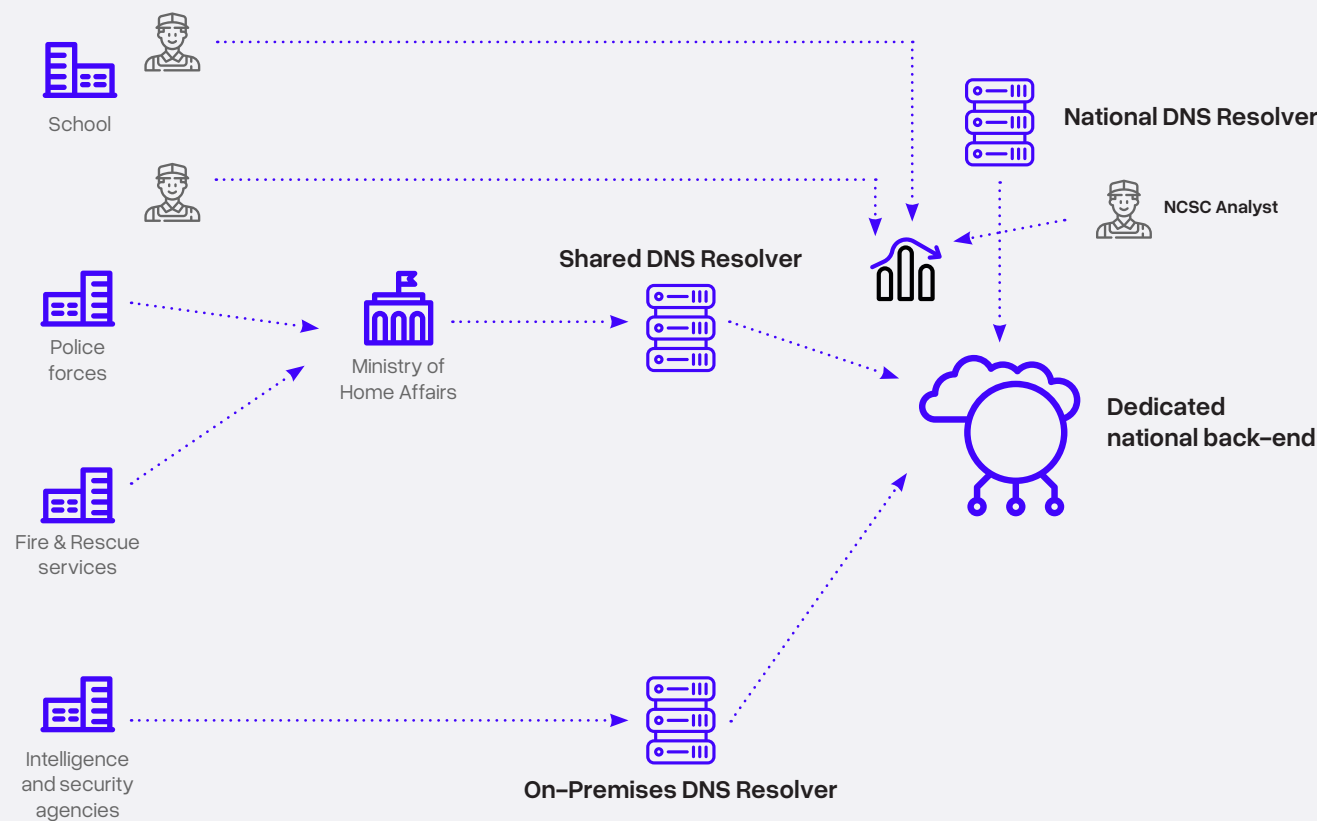 School
National DNS Resolver
NCSC Analyst
Shared DNS Resolver
Police
forces
Ministry of
Home Affairs
Dedicated
national back-end
Fire & Rescue
services
Intelligence
and security
agencies
On-Premises DNS Resolver